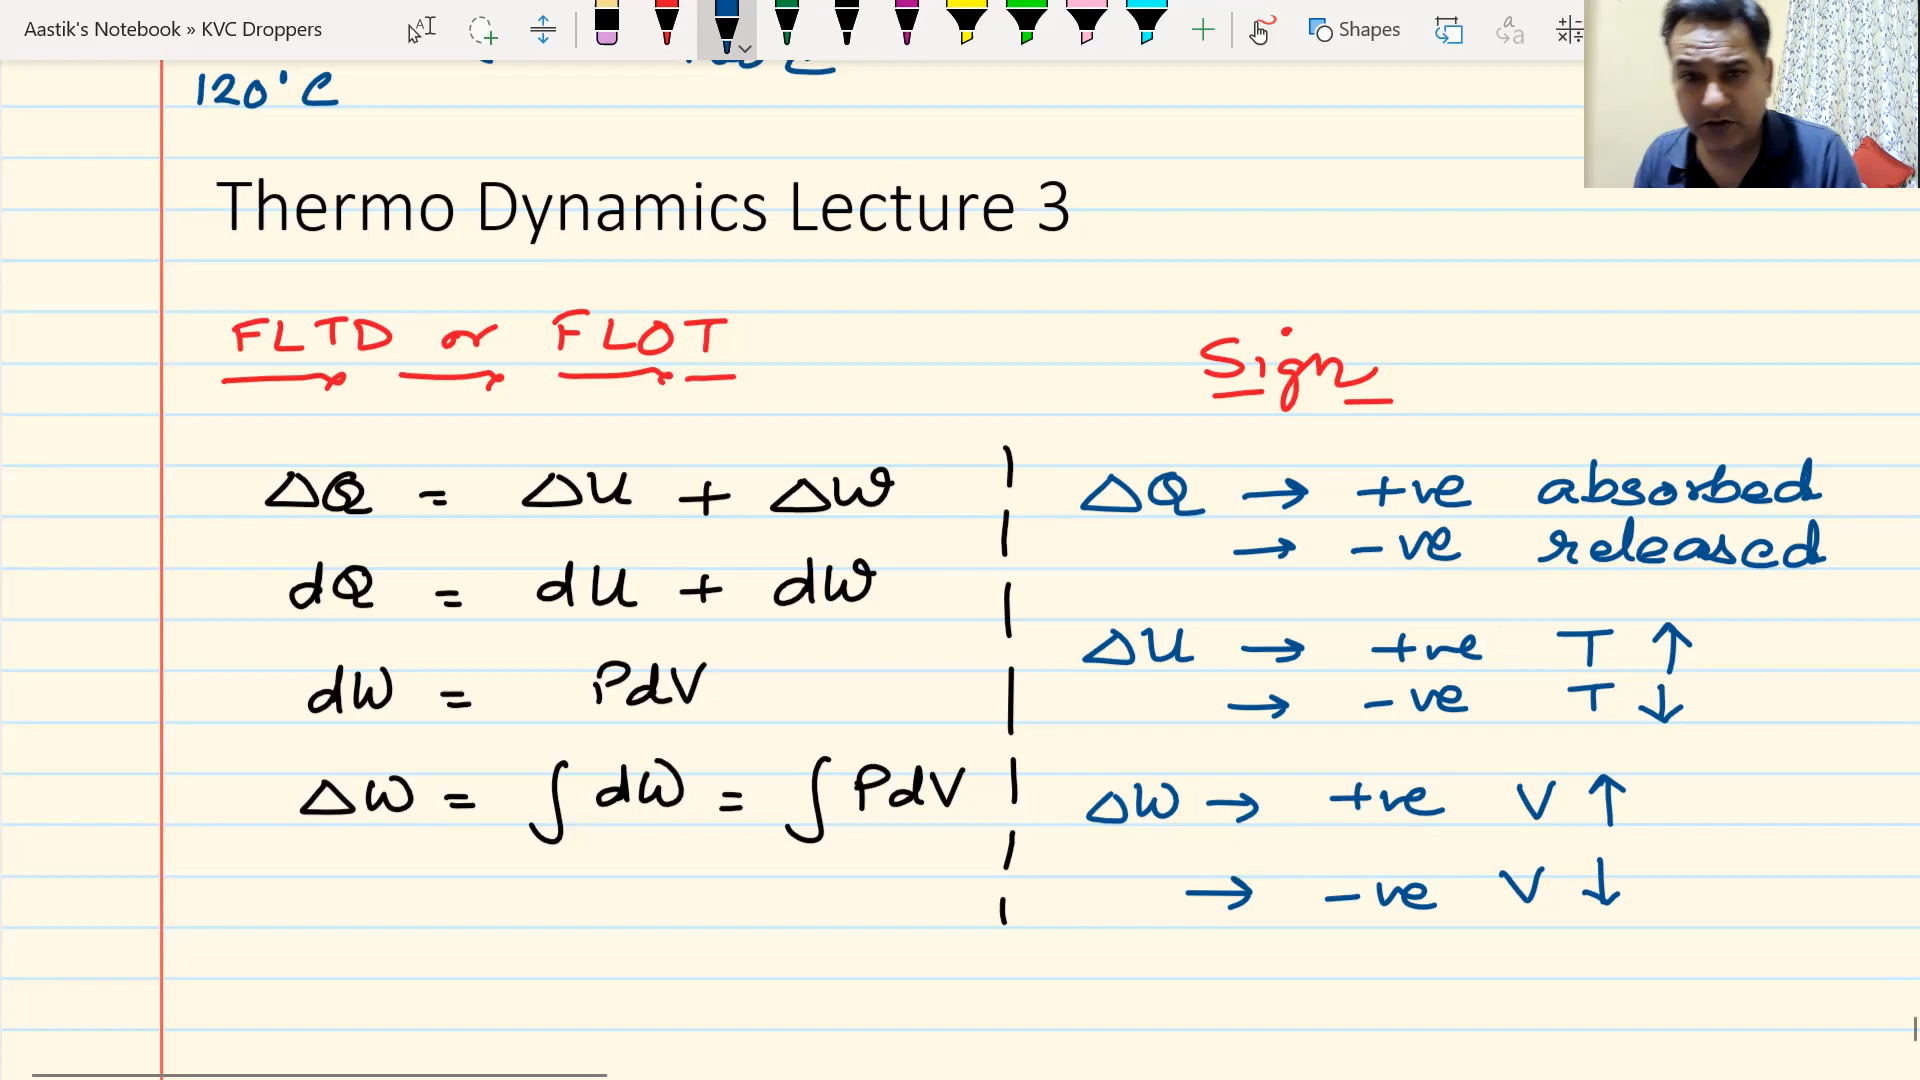 Aastik's Notebook » KVC Droppers
Shapes
120°C
Thermo Dynamics Lecture 3
FLTD or FLOT
Sign
ΔQ = ΔU + ΔW
dQ = dU + dW
dW = PdV
ΔW = ∫ dW = ∫ PdV
ΔQ → +ve absorbed
→ -ve released
ΔU → +ve T ↑
→ -ve T ↓
ΔW → +ve V ↑
→ -ve V ↓